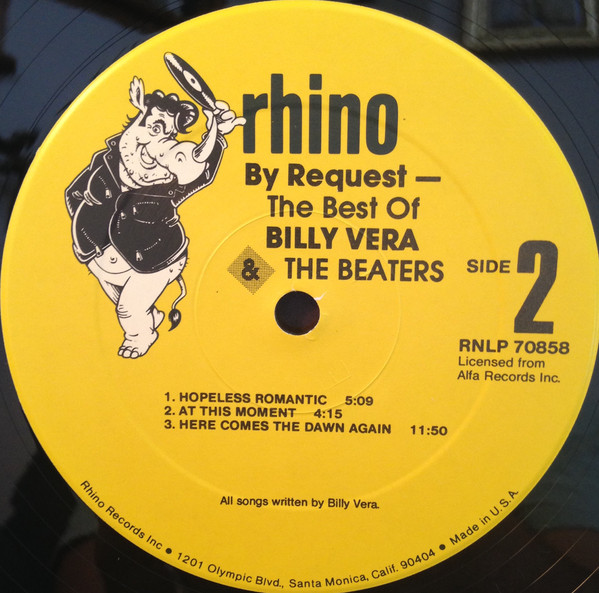 rhino
By Request —
The Best Of
BILLY VERA
& THE BEATERS
SIDE 2
RNLP 70858
Licensed from
Alfa Records Inc.
1. HOPELESS ROMANTIC 5:09
2. AT THIS MOMENT 4:15
3. HERE COMES THE DAWN AGAIN 11:50
All songs written by Billy Vera.
Rhino Records Inc • 1201 Olympic Blvd., Santa Monica, Calif. 90404 • Made in U.S.A.